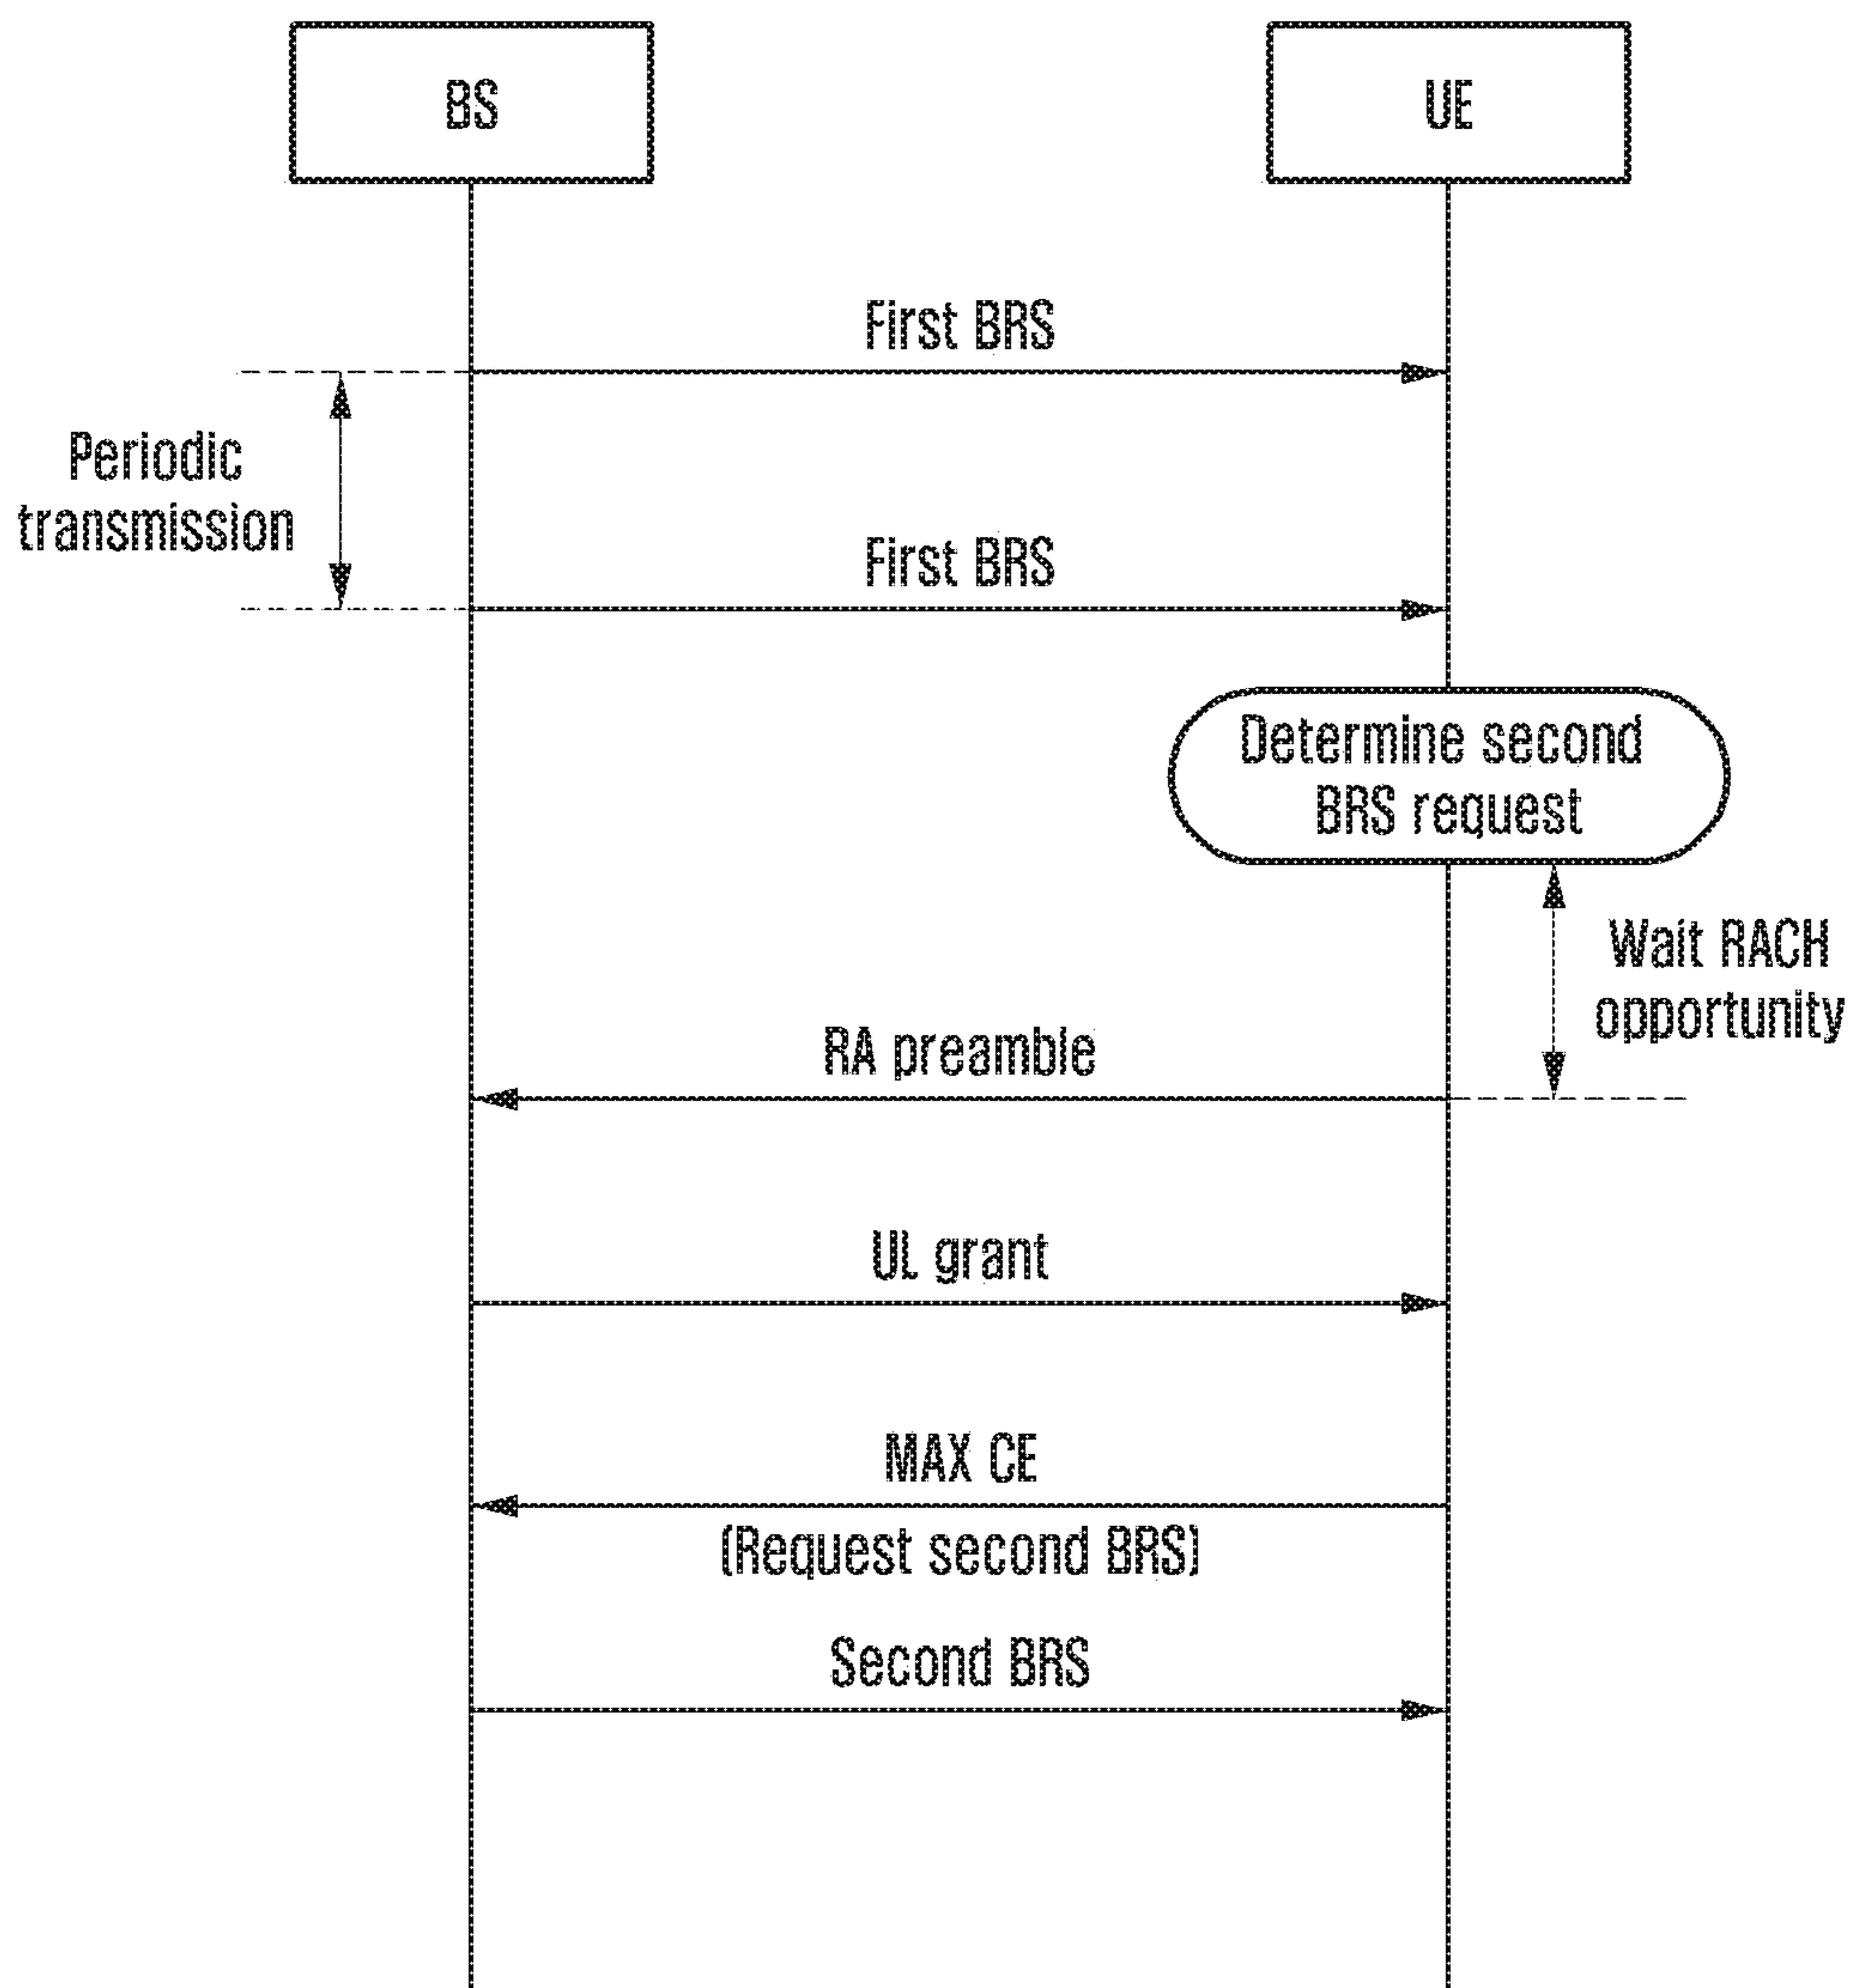 BS
UE
First BRS
Periodic
transmission
First BRS
Determine second
BRS request
Wait RACH
opportunity
RA preamble
UL grant
MAX CE
(Request second BRS)
Second BRS